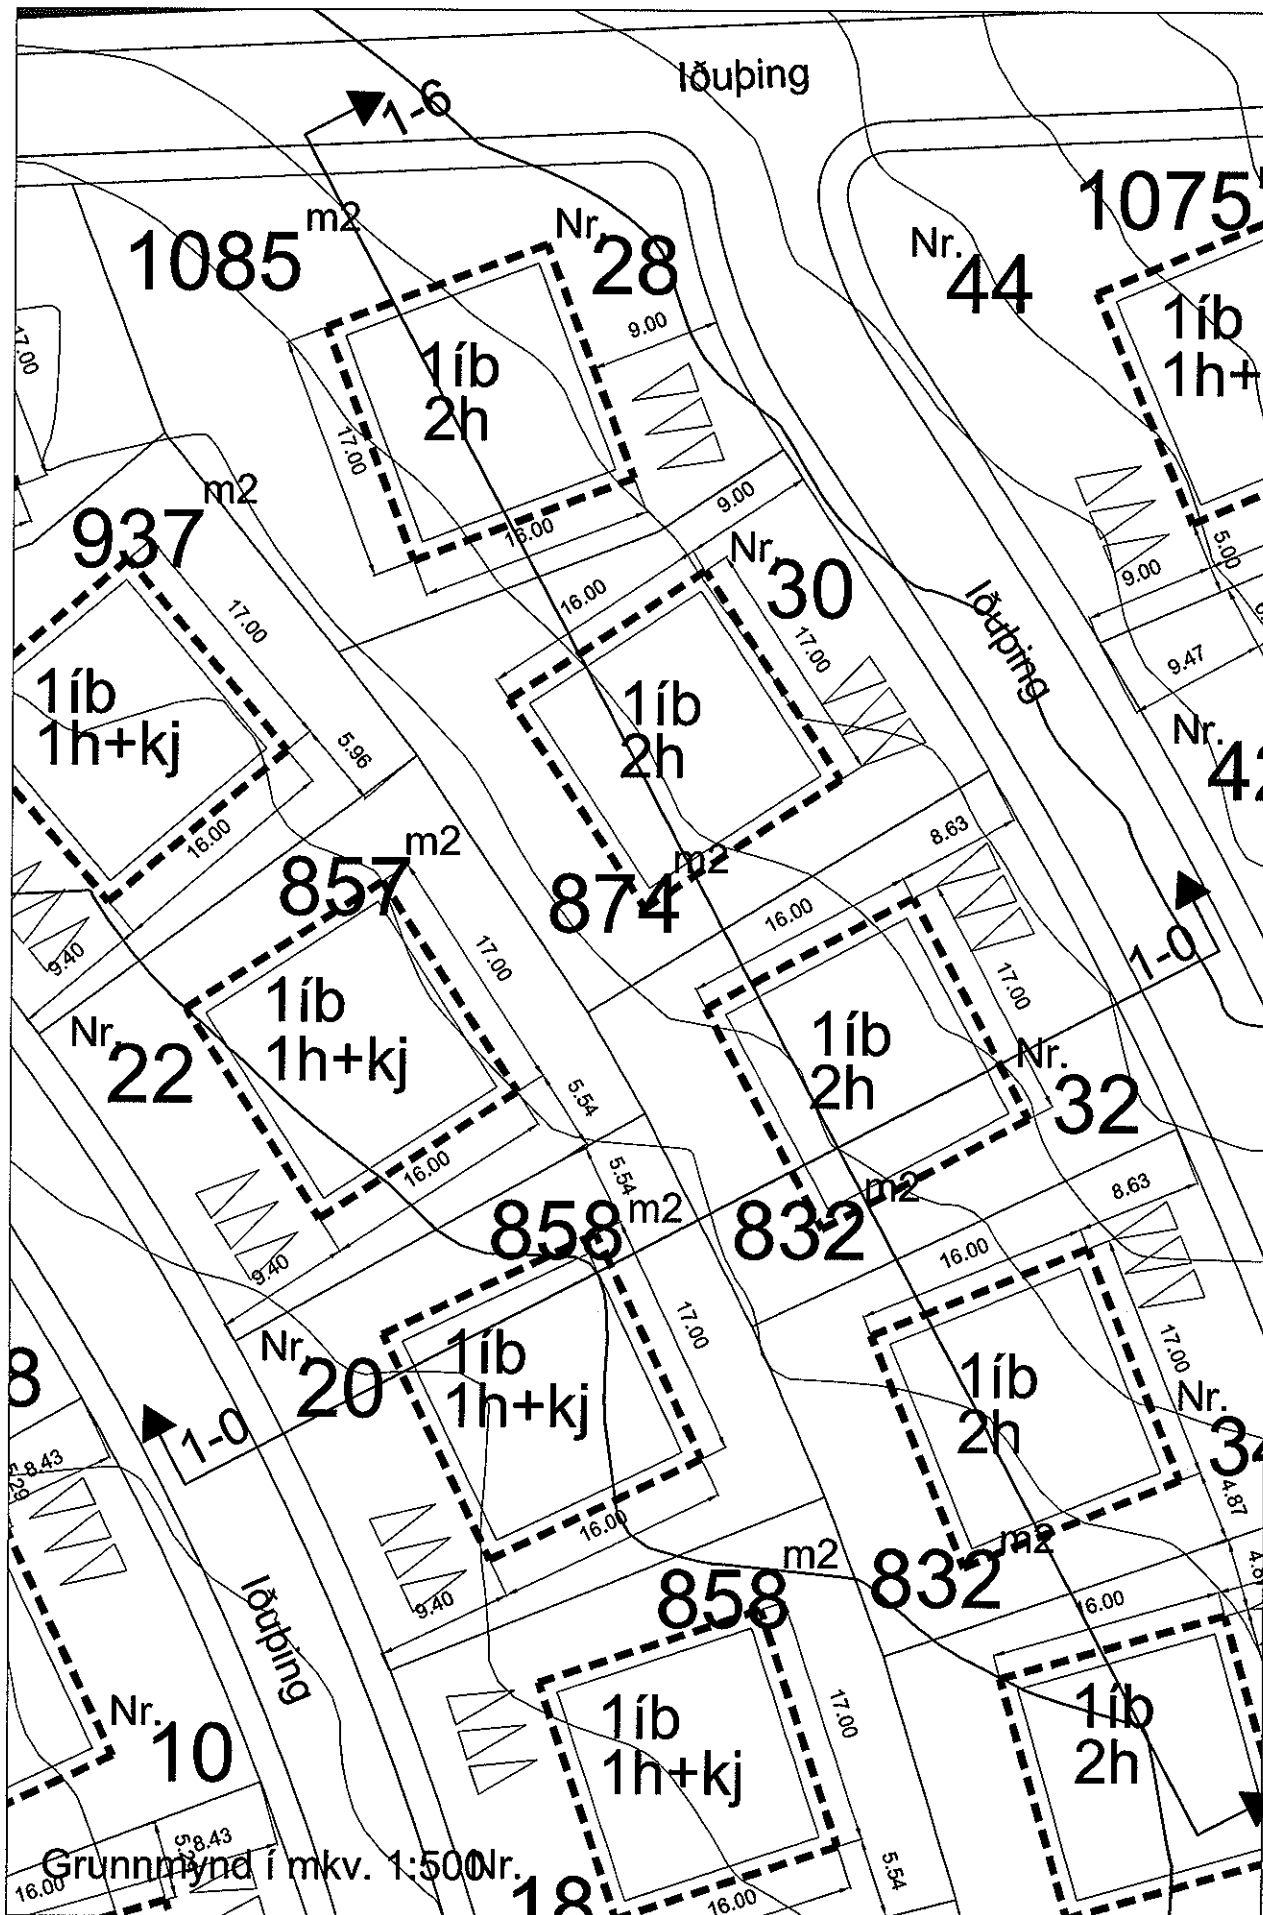 Iðuþing
1-6
1075
m2
1085
Nr.
28
Nr.
44
1íb
2h
9.00
1íb
1h+
17.00
17.00
m2
937
16.00
9.00
Nr.
30
16.00
5.00
9.00
Iðuþing
17.00
17.00
9.47
1íb
1h+kj
5.96
1íb
2h
Nr.
42
16.00
m2
857
m2
874
8.63
16.00
9.40
17.00
1-0
17.00
1íb
1h+kj
Nr.
22
1íb
2h
Nr.
32
5.54
16.00
5.54
m2
858
m2
832
8.63
16.00
9.40
17.00
17.00
Nr.
20
1íb
1h+kj
1íb
2h
Nr.
34
8
1-0
8.43
5.29
4.87
16.00
m2
858
m2
832
9.40
16.00
Iðuþing
17.00
Nr.
10
1íb
1h+kj
1íb
2h
8.43
Grunnmynd í mkv. 1:500
Nr.
18
16.00
16.00
5.54